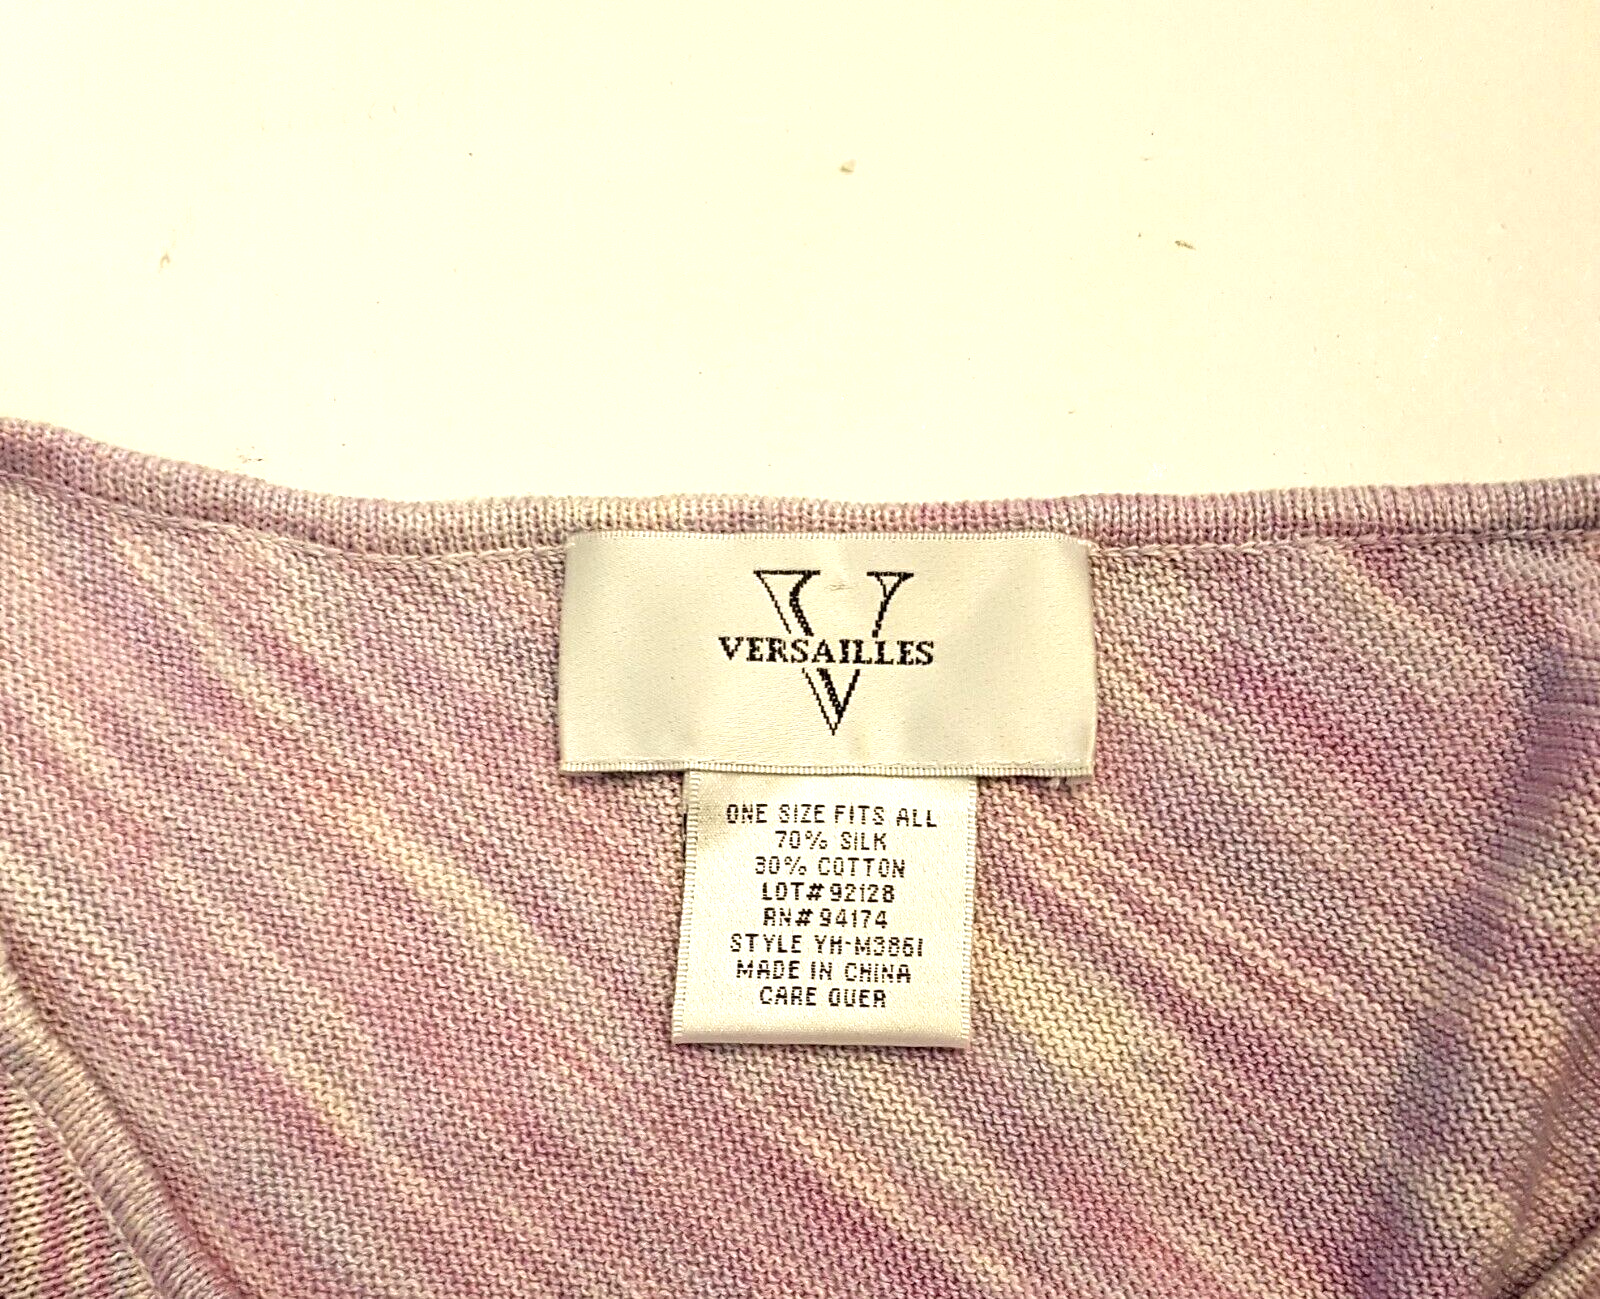 VERSAILLES
ONE SIZE FITS ALL
70% SILK
30% COTTON
LOT# 92128
RN# 94174
STYLE YH-M3861
MADE IN CHINA
CARE OVER